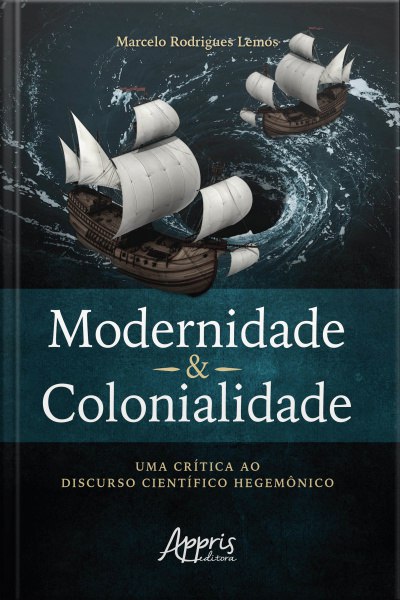 Marcelo Rodrigues Lemos
Modernidade
&
Colonialidade
UMA CRÍTICA AO
DISCURSO CIENTÍFICO HEGEMÔNICO
Appris
editora